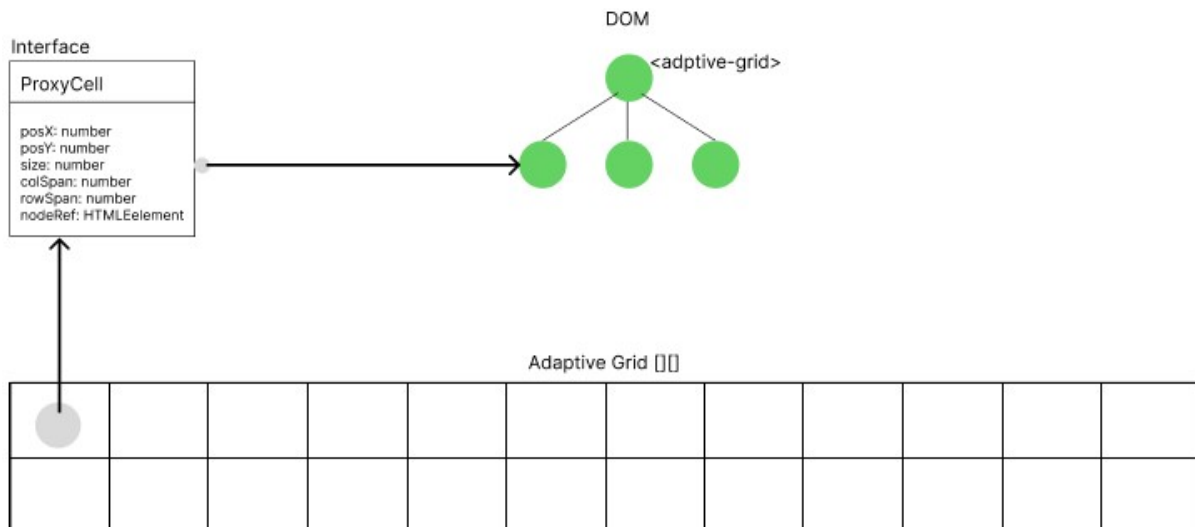 DOM
Interface
<adptive-grid>
ProxyCell
posX: number
posY: number
size: number
colSpan: number
rowSpan: number
nodeRef: HTMLEelement
Adaptive Grid [][]